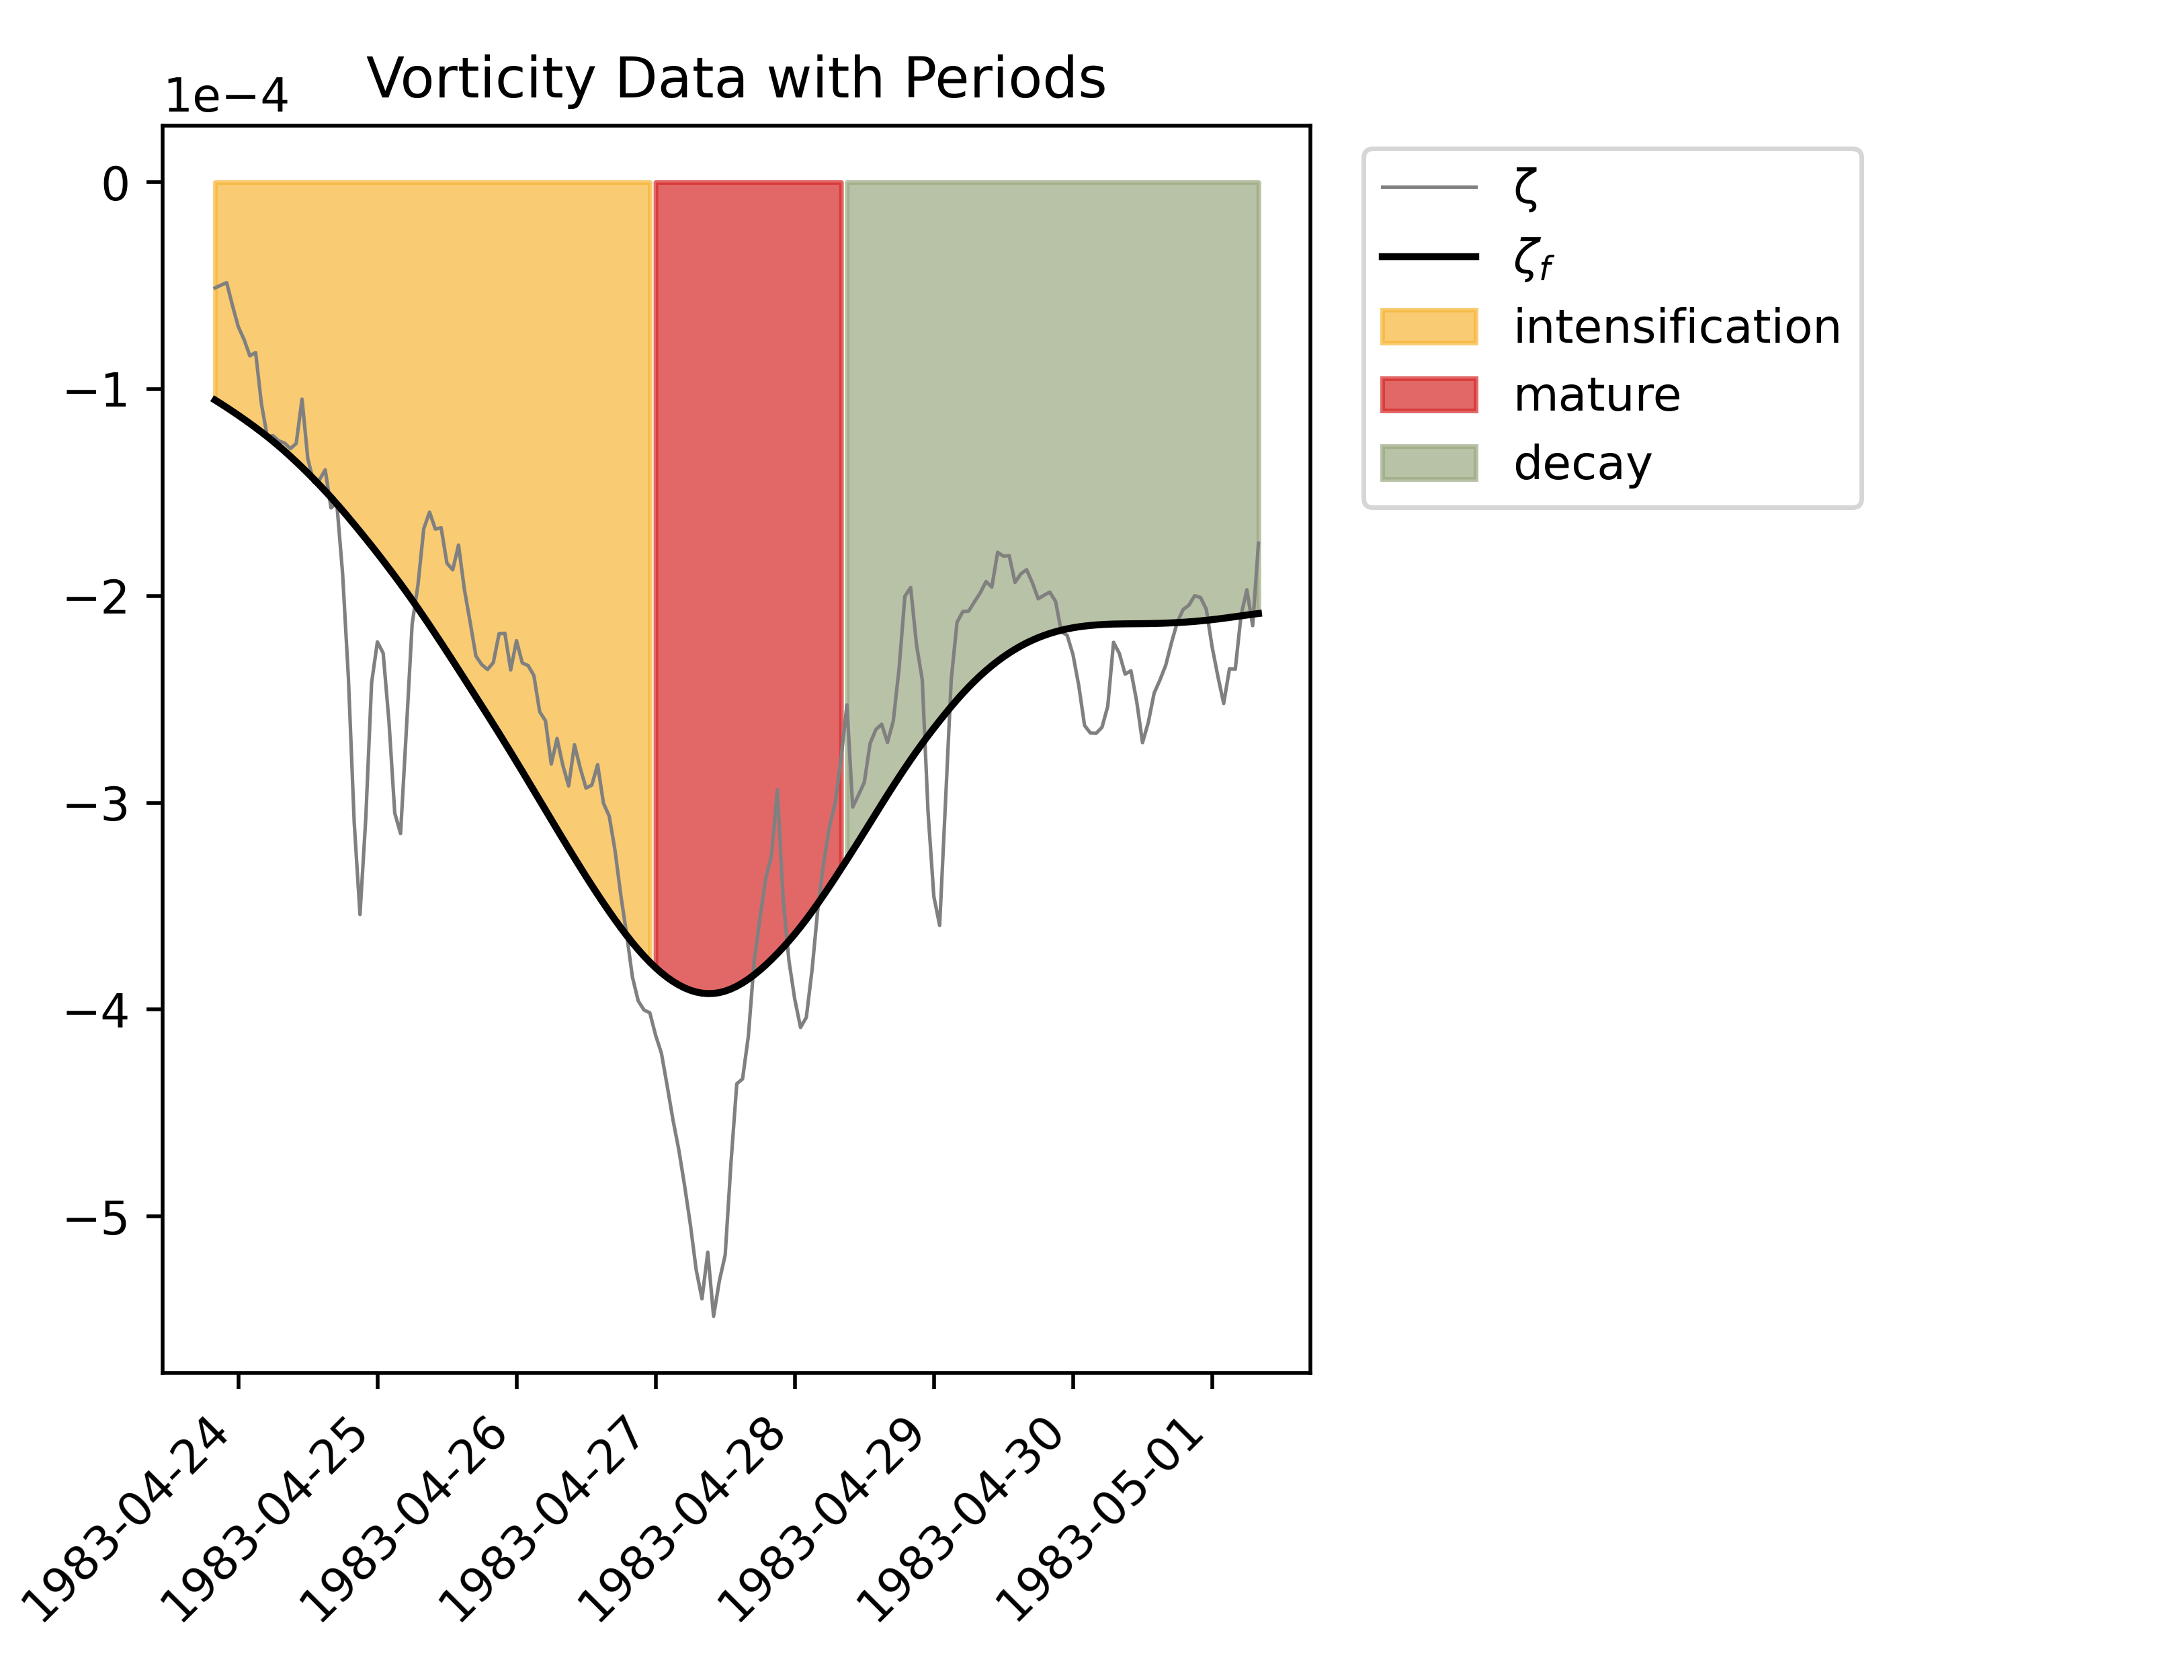 Vorticity Data with Periods
1e−4
0
−1
−2
−3
−4
−5
1983-04-24
1983-04-25
1983-04-26
1983-04-27
1983-04-28
1983-04-29
1983-04-30
1983-05-01
ζ
ζf
intensification
mature
decay